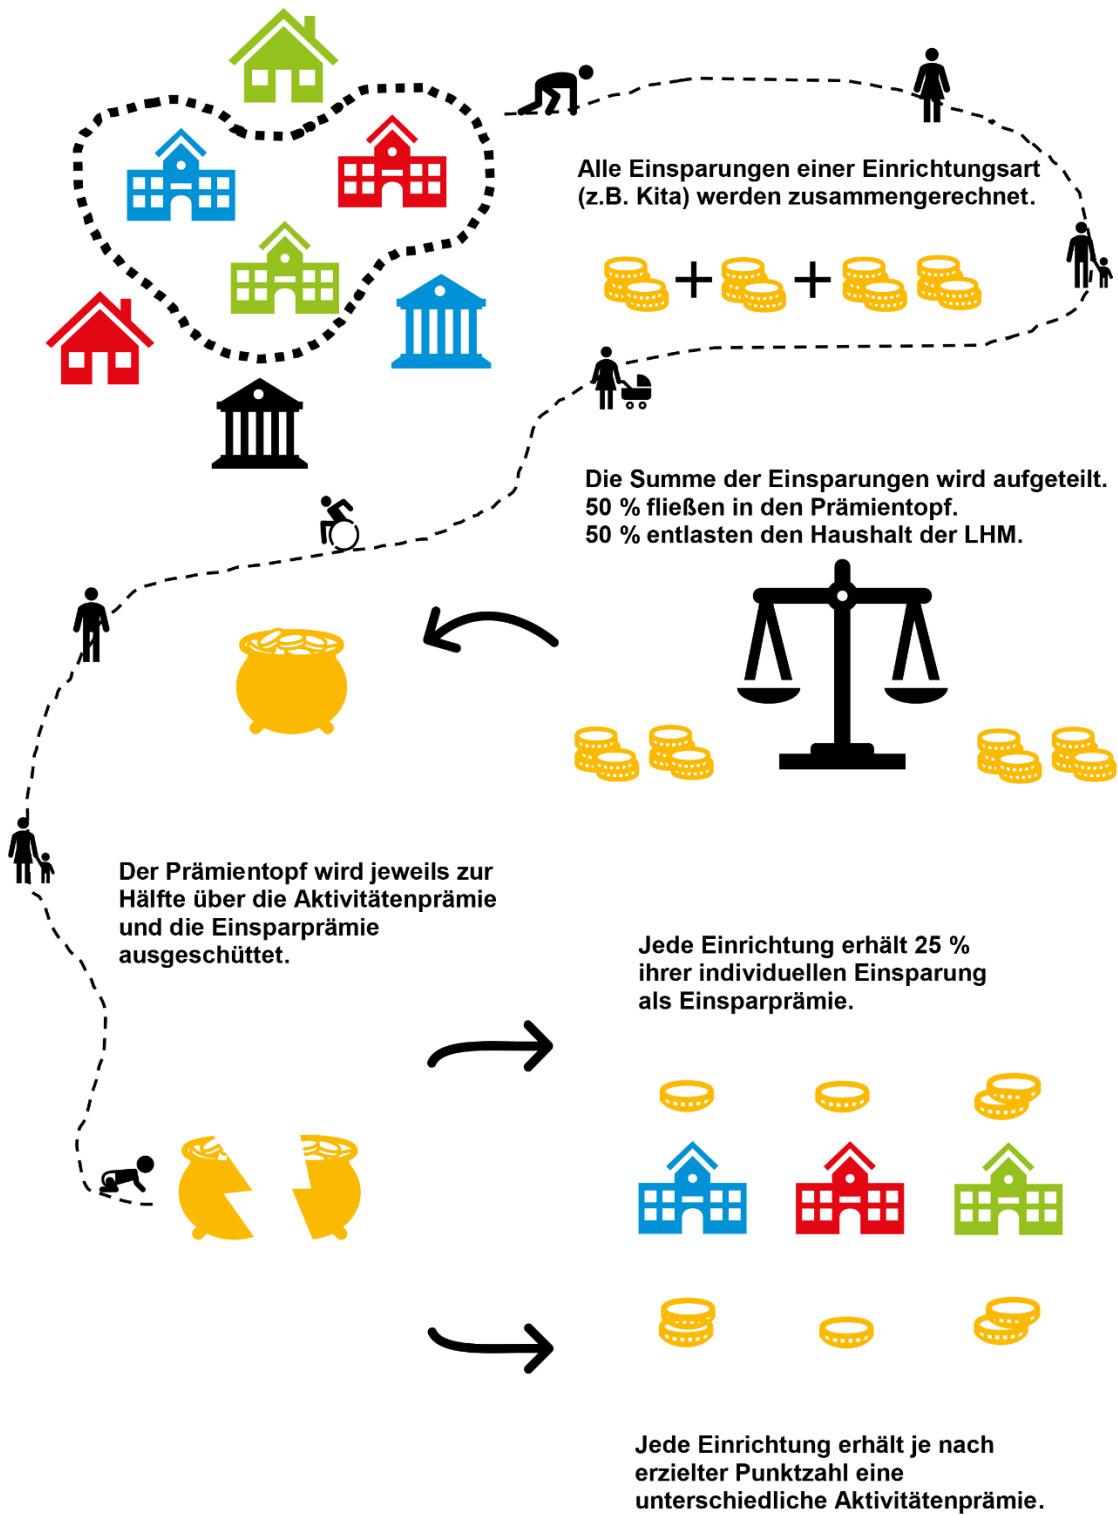 Alle Einsparungen einer Einrichtungsart
(z.B. Kita) werden zusammengerechnet.
Die Summe der Einsparungen wird aufgeteilt.
50 % fließen in den Prämientopf.
50 % entlasten den Haushalt der LHM.
Der Prämientopf wird jeweils zur
Hälfte über die Aktivitätenprämie
und die Einsparprämie
ausgeschüttet.
Jede Einrichtung erhält 25 %
ihrer individuellen Einsparung
als Einsparprämie.
Jede Einrichtung erhält je nach
erzielter Punktzahl eine
unterschiedliche Aktivitätenprämie.